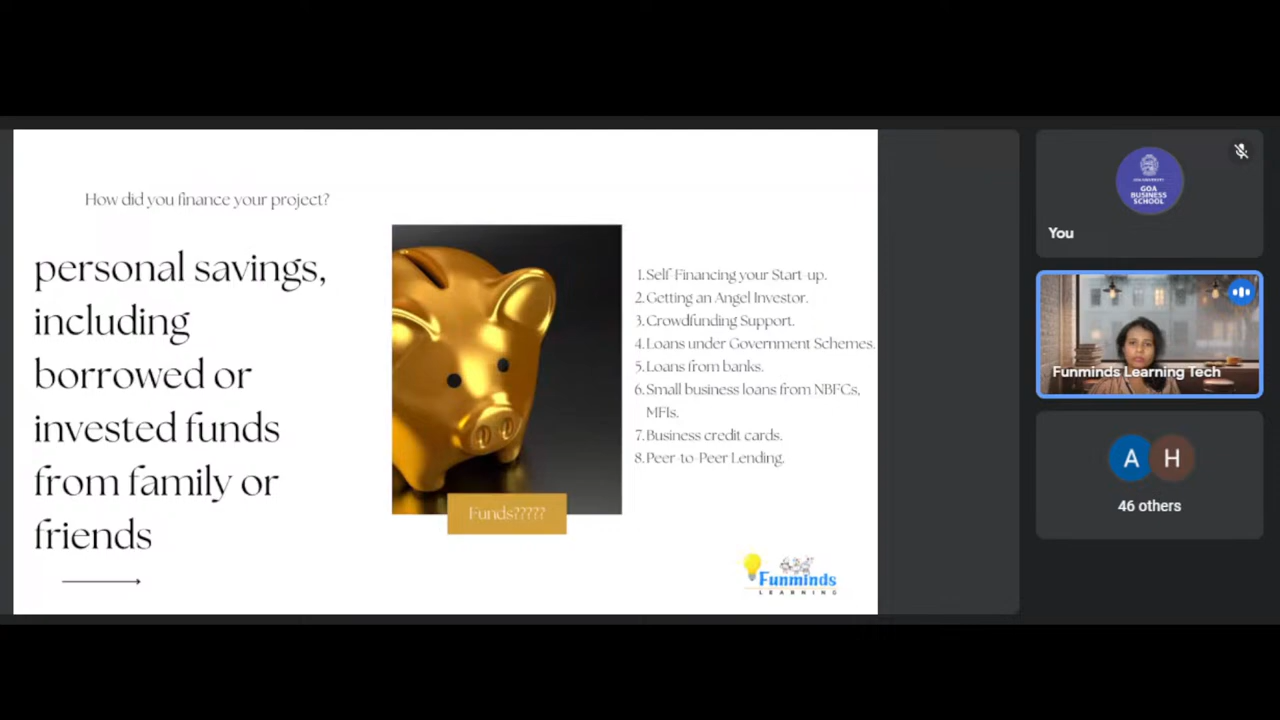 How did you finance your project?
personal savings,
including
borrowed or
invested funds
from family or
friends
Funds?????
1.Self-Financing your Start-up.
2.Getting an Angel Investor.
3.Crowdfunding Support.
4.Loans under Government Schemes.
5.Loans from banks.
6.Small business loans from NBFCs,
MFIs.
7.Business credit cards.
8.Peer-to-Peer Lending.
Funminds
LEARNING
GOA
BUSINESS
SCHOOL
You
Funminds Learning Tech
A H
46 others